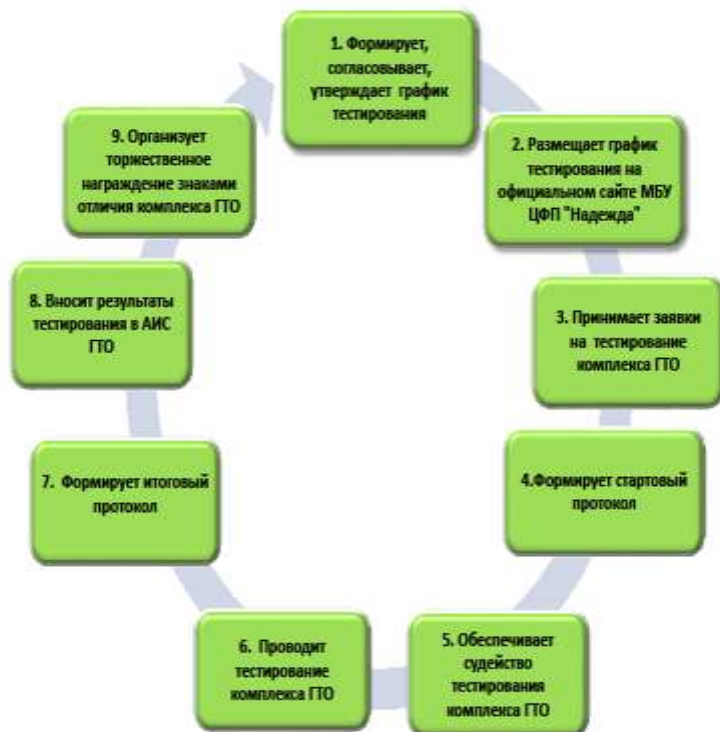 1. Формирует,
согласовывает,
утверждает график
тестирования
2. Размещает график
тестирования на
официальном сайте МБУ
ЦФП "Надежда"
3. Принимает заявки
на тестирование
комплекса ГТО
4.Формирует стартовый
протокол
5. Обеспечивает
судейство
тестирования
комплекса ГТО
6. Проводит
тестирование
комплекса ГТО
7. Формирует итоговый
протокол
8. Вносит результаты
тестирования в АИС
ГТО
9. Организует
торжественное
награждение знаками
отличия комплекса ГТО